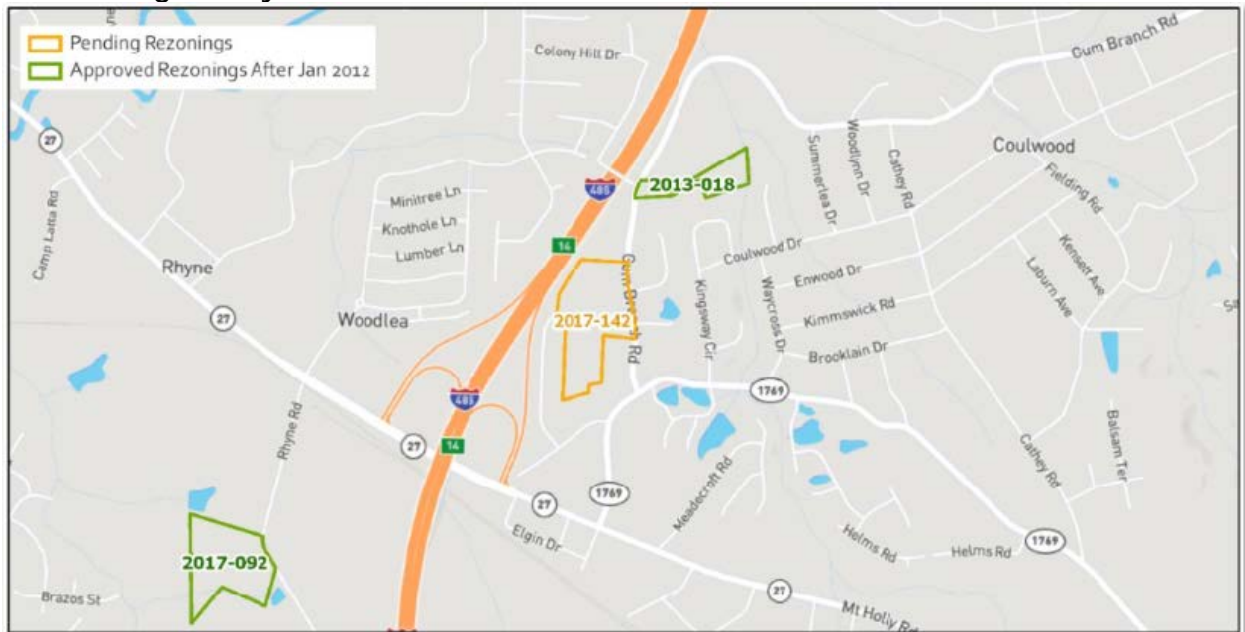 Pending Rezonings
Approved Rezonings After Jan 2012
Colony Hill Dr
Gum Branch Rd
27
Camp Latta Rd
Rhyne
Minitree Ln
Knothole Ln
Lumber Ln
Woodlea
485
14
2013-018
Summerlea Dr
Woodlynn Dr
Cathey Rd
Coulwood
Fielding Rd
Kenselt Ave
Laburn Ave
Coulwood Dr
Enwood Dr
Kimmswick Rd
Waycross Dr
Brooklain Dr
Kingsway Cir
Gum Branch Rd
2017-142
27
485
14
27
1769
1769
Rhyne Rd
Balsam Ter
Cathey Rd
Meadecroft Rd
27
Elgin Dr
Helms Rd
Helms Rd
1769
2017-092
Brazos St
27
Mt Holly Rd